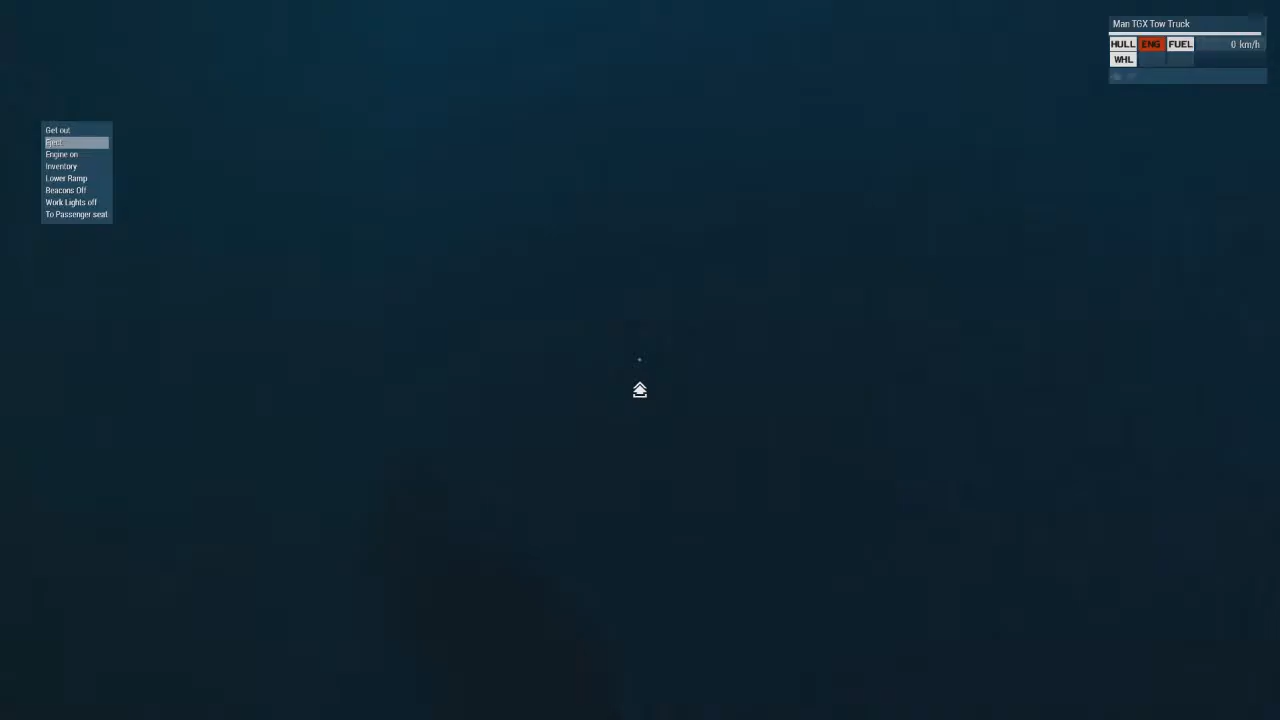 Man TGX Tow Truck
HULL ENG FUEL 0 km/h
WHL
Get out
Eject
Engine on
Inventory
Lower Ramp
Beacons Off
Work Lights off
To Passenger seat